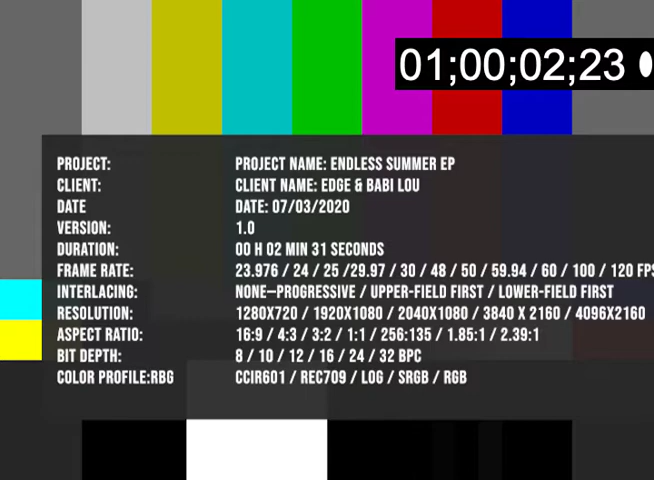 01;00;02;23
PROJECT: PROJECT NAME: ENDLESS SUMMER EP
CLIENT: CLIENT NAME: EDGE & BABI LOU
DATE DATE: 07/03/2020
VERSION: 1.0
DURATION: 00 H 02 MIN 31 SECONDS
FRAME RATE: 23.976 / 24 / 25 /29.97 / 30 / 48 / 50 / 59.94 / 60 / 100 / 120 FPS
INTERLACING: NONE—PROGRESSIVE / UPPER-FIELD FIRST / LOWER-FIELD FIRST
RESOLUTION: 1280X720 / 1920X1080 / 2040X1080 / 3840 X 2160 / 4096X2160
ASPECT RATIO: 16:9 / 4:3 / 3:2 / 1:1 / 256:135 / 1.85:1 / 2.39:1
BIT DEPTH: 8 / 10 / 12 / 16 / 24 / 32 BPC
COLOR PROFILE:RBG CCIR601 / REC709 / LOG / SRGB / RGB